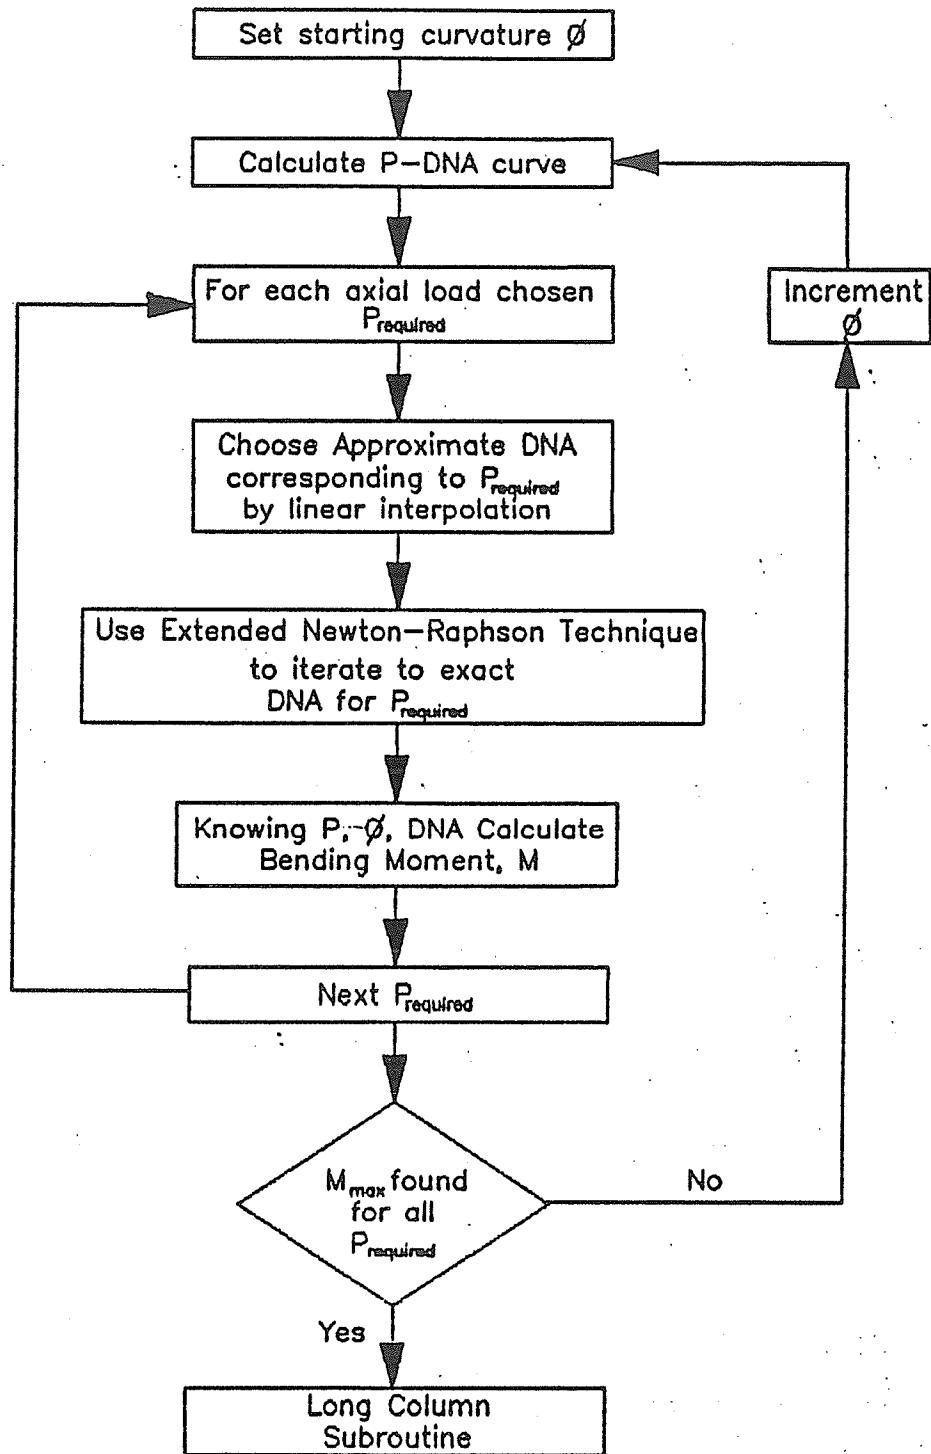 Set starting curvature Ø
Calculate P-DNA curve
For each axial load chosen
Prequired
Increment
Ø
Choose Approximate DNA
corresponding to Prequired
by linear interpolation
Use Extended Newton-Raphson Technique
to iterate to exact
DNA for Prequired
Knowing P, Ø, DNA Calculate
Bending Moment, M
Next Prequired
Mmax found
for all
Prequired
No
Yes
Long Column
Subroutine